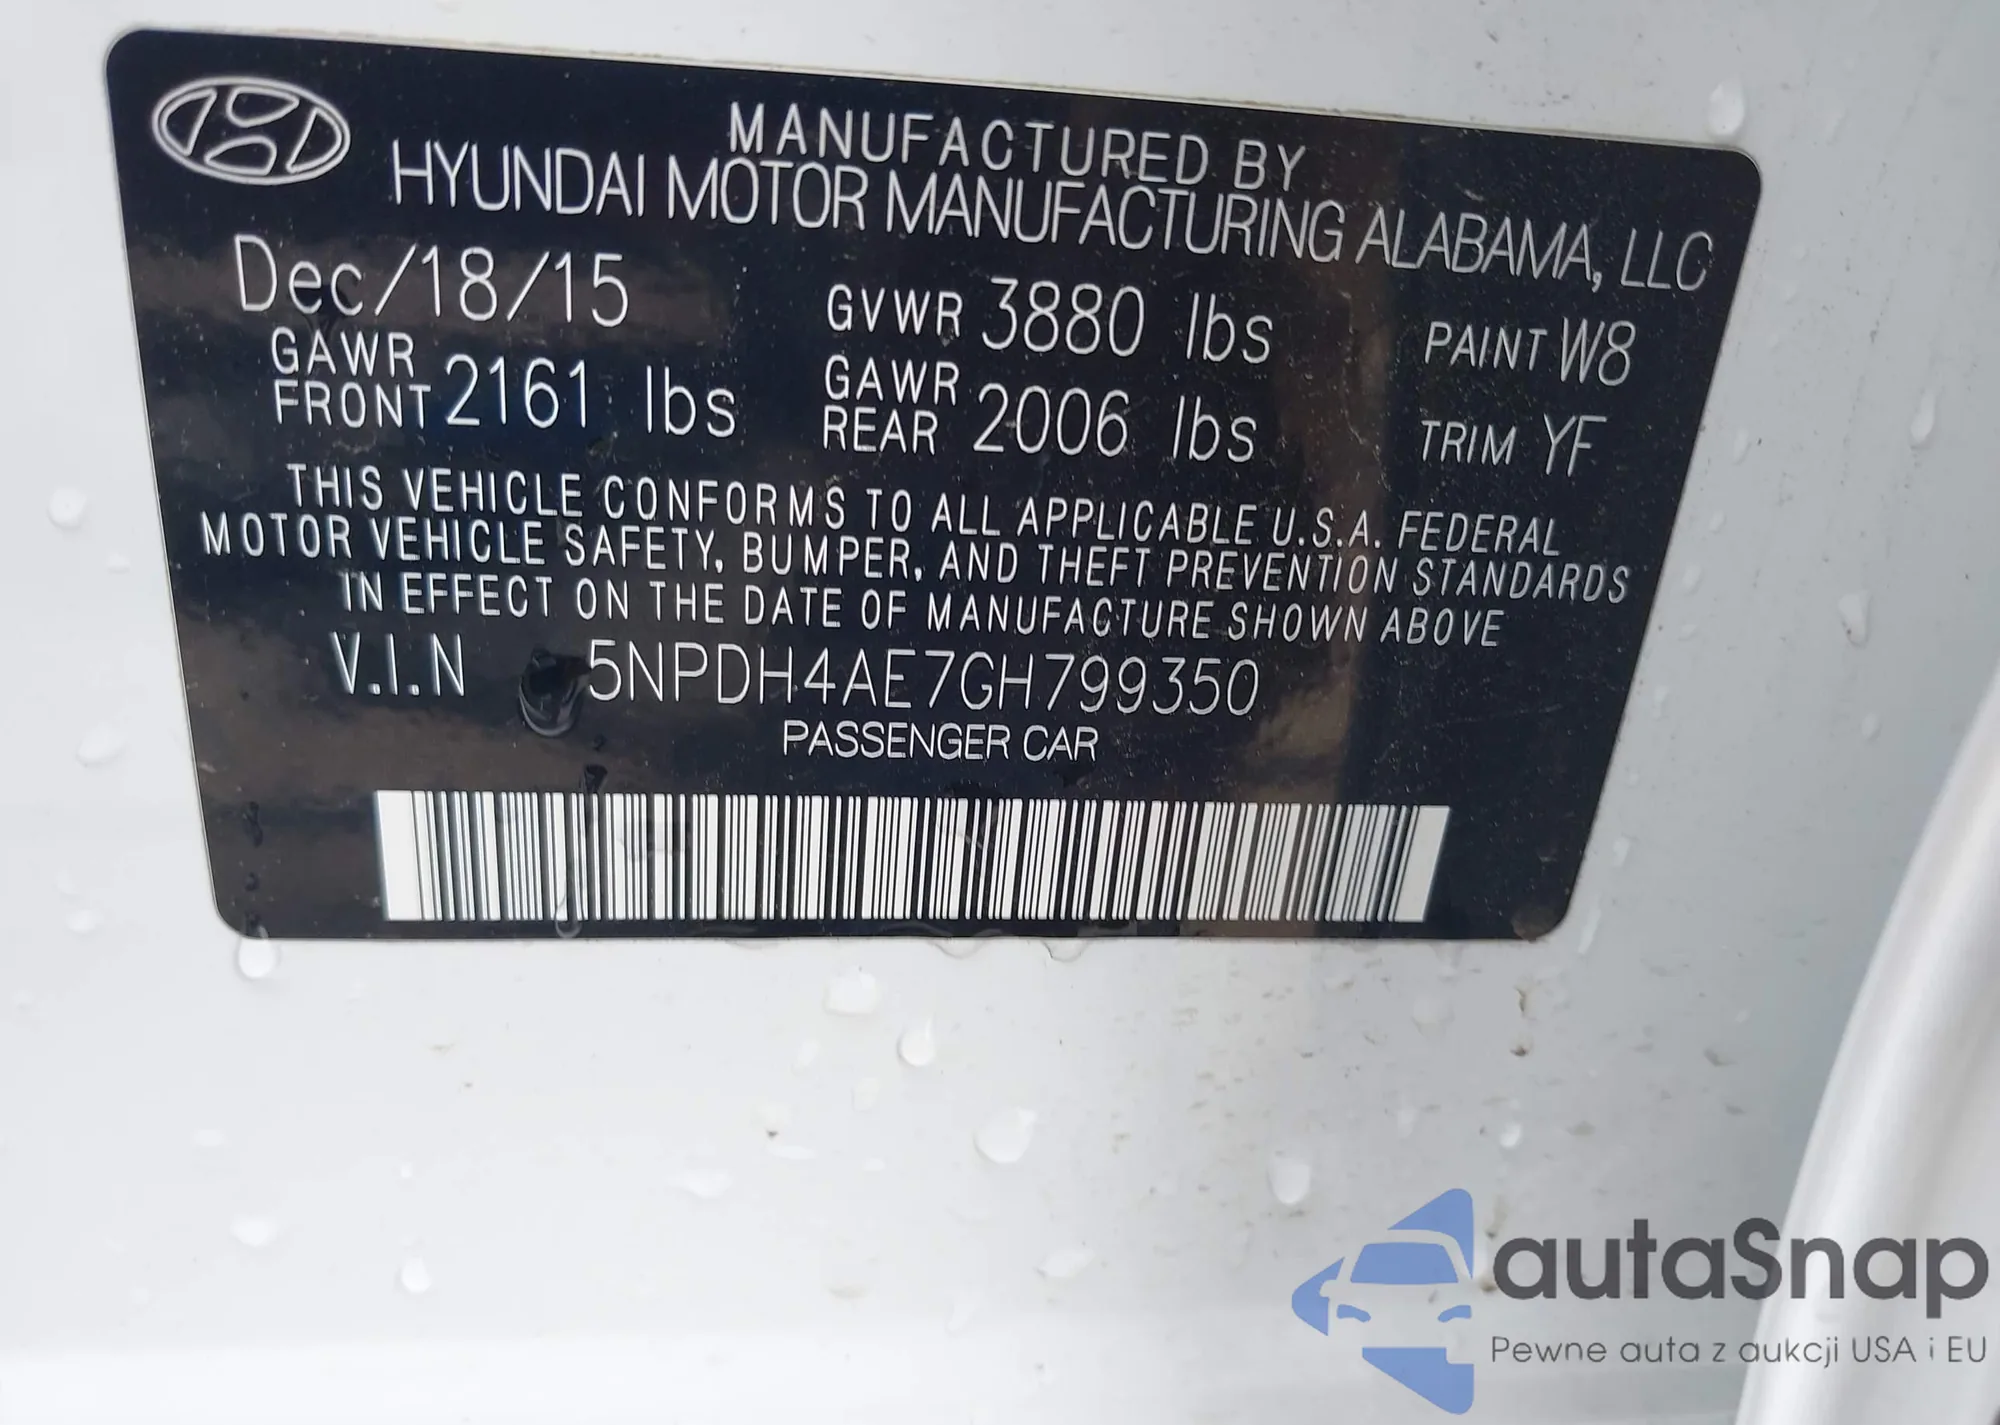 MANUFACTURED BY
HYUNDAI MOTOR MANUFACTURING ALABAMA, LLC
Dec/18/15 GVWR 3880 lbs PAINT W8
GAWR FRONT 2161 lbs GAWR REAR 2006 lbs TRIM YF
THIS VEHICLE CONFORMS TO ALL APPLICABLE U.S.A. FEDERAL
MOTOR VEHICLE SAFETY, BUMPER, AND THEFT PREVENTION STANDARDS
IN EFFECT ON THE DATE OF MANUFACTURE SHOWN ABOVE
V.I.N 5NPDH4AE7GH799350
PASSENGER CAR
autaSnap
Pewne auta z aukcji USA i EU